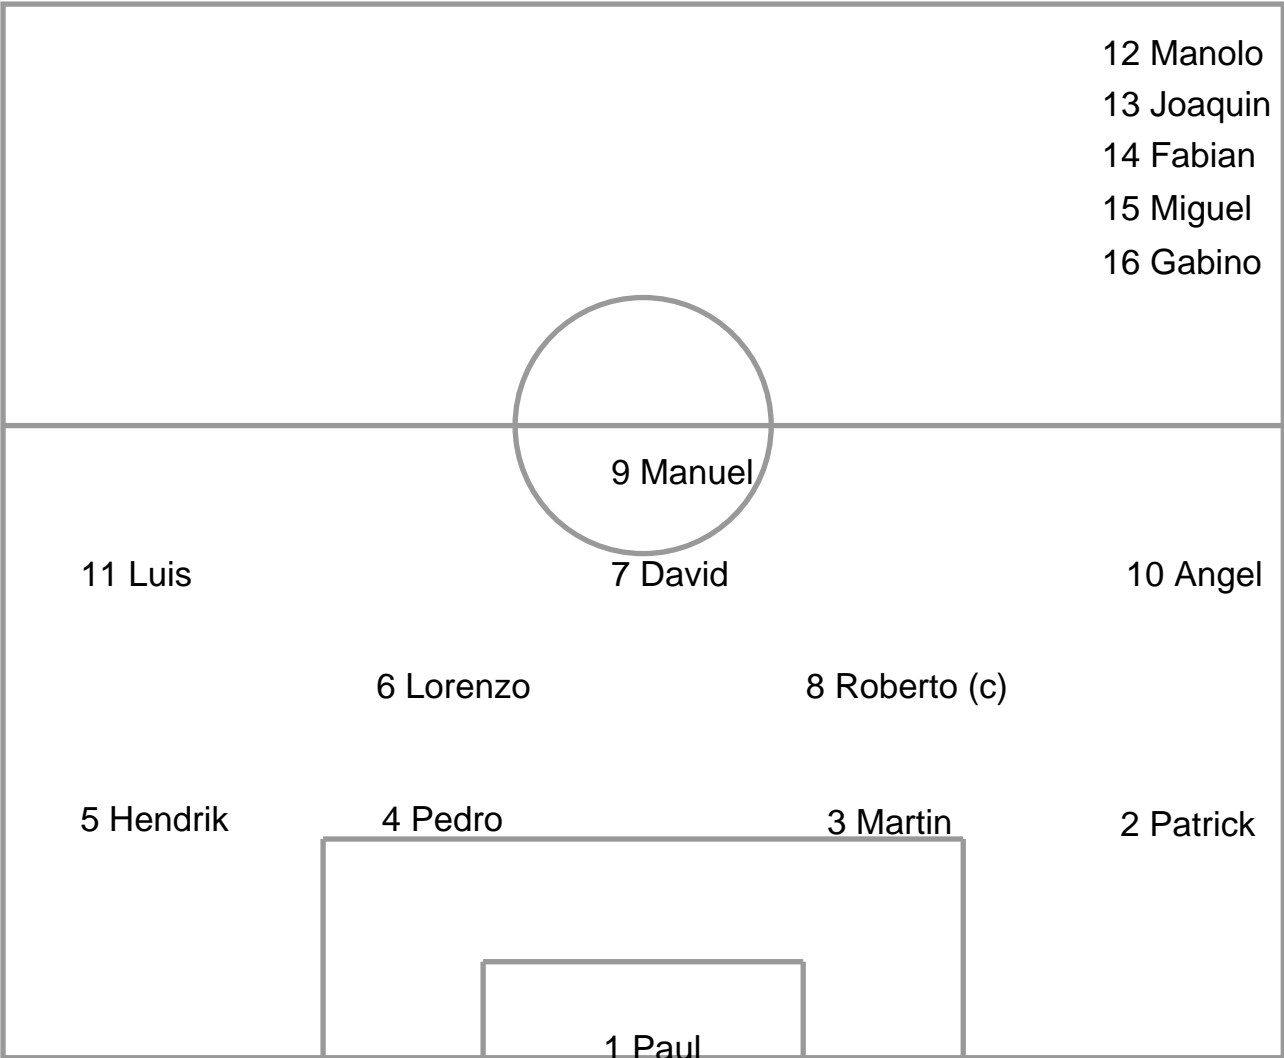 12 Manolo
13 Joaquin
14 Fabian
15 Miguel
16 Gabino
9 Manuel
11 Luis 7 David 10 Angel
6 Lorenzo 8 Roberto (c)
5 Hendrik 4 Pedro 3 Martin 2 Patrick
1 Paul